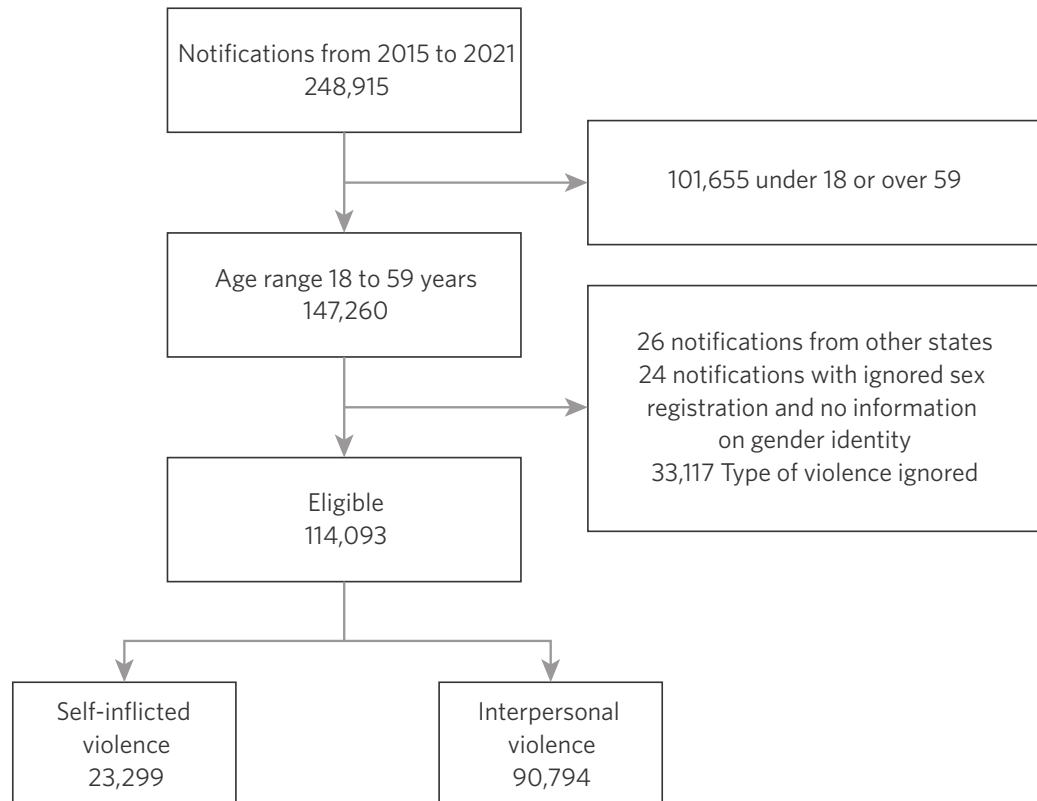 Notifications from 2015 to 2021
248,915
101,655 under 18 or over 59
Age range 18 to 59 years
147,260
26 notifications from other states
24 notifications with ignored sex
registration and no information
on gender identity
33,117 Type of violence ignored
Eligible
114,093
Self-inflicted
violence
23,299
Interpersonal
violence
90,794